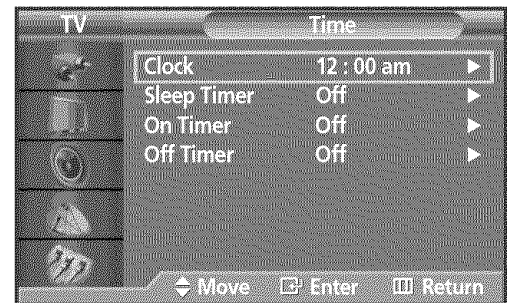 TV Time
Clock 12 : 00 am ▶
Sleep Timer Off ▶
On Timer Off ▶
Off Timer Off ▶
Move Enter Return